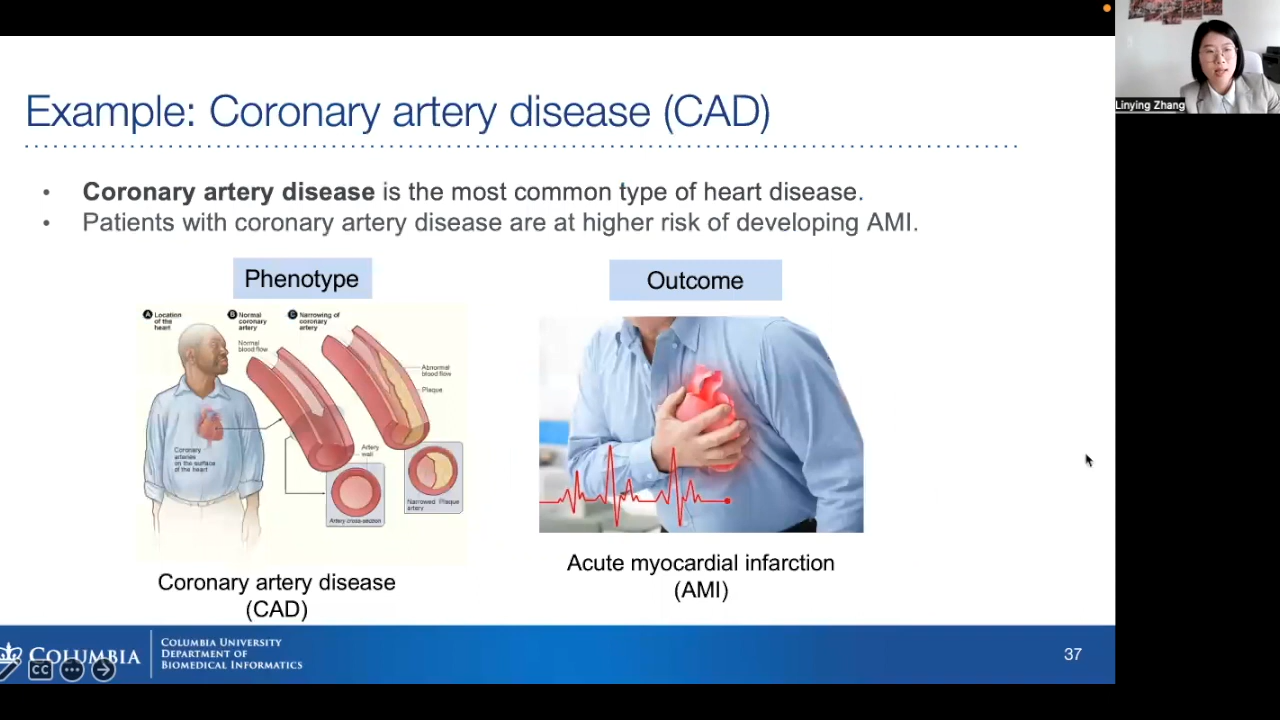 Linying Zhang
Example: Coronary artery disease (CAD)
• Coronary artery disease is the most common type of heart disease.
• Patients with coronary artery disease are at higher risk of developing AMI.
Phenotype
Outcome
A Location
of the
heart
B Normal
coronary
artery
C Narrowing of
coronary
artery
Normal
blood flow
Abnormal
blood flow
Plaque
Coronary
arteries
on the surface
of the heart
Artery
wall
Artery cross-section
Narrowed Plaque
artery
Coronary artery disease
(CAD)
Acute myocardial infarction
(AMI)
COLUMBIA
COLUMBIA UNIVERSITY
DEPARTMENT OF
BIOMEDICAL INFORMATICS
CC
37